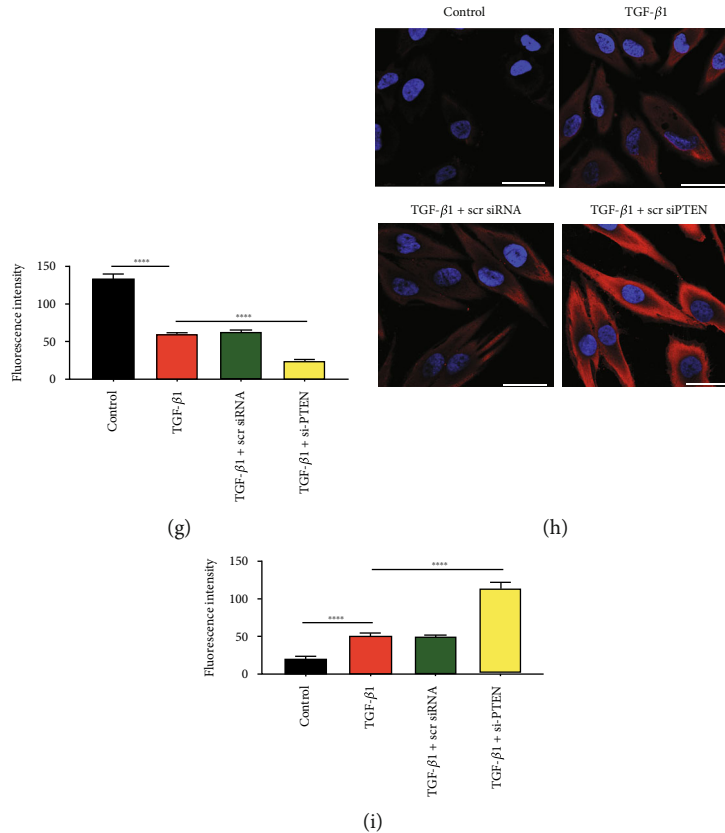 Control
TGF-β1
TGF-β1 + scr siRNA
TGF-β1 + scr siPTEN
150
100
50
0
Fluorescence intensity
****
****
Control
TGF-β1
TGF-β1 + scr siRNA
TGF-β1 + si-PTEN
(g)
(h)
150
100
50
0
Fluorescence intensity
****
****
Control
TGF-β1
TGF-β1 + scr siRNA
TGF-β1 + si-PTEN
(i)